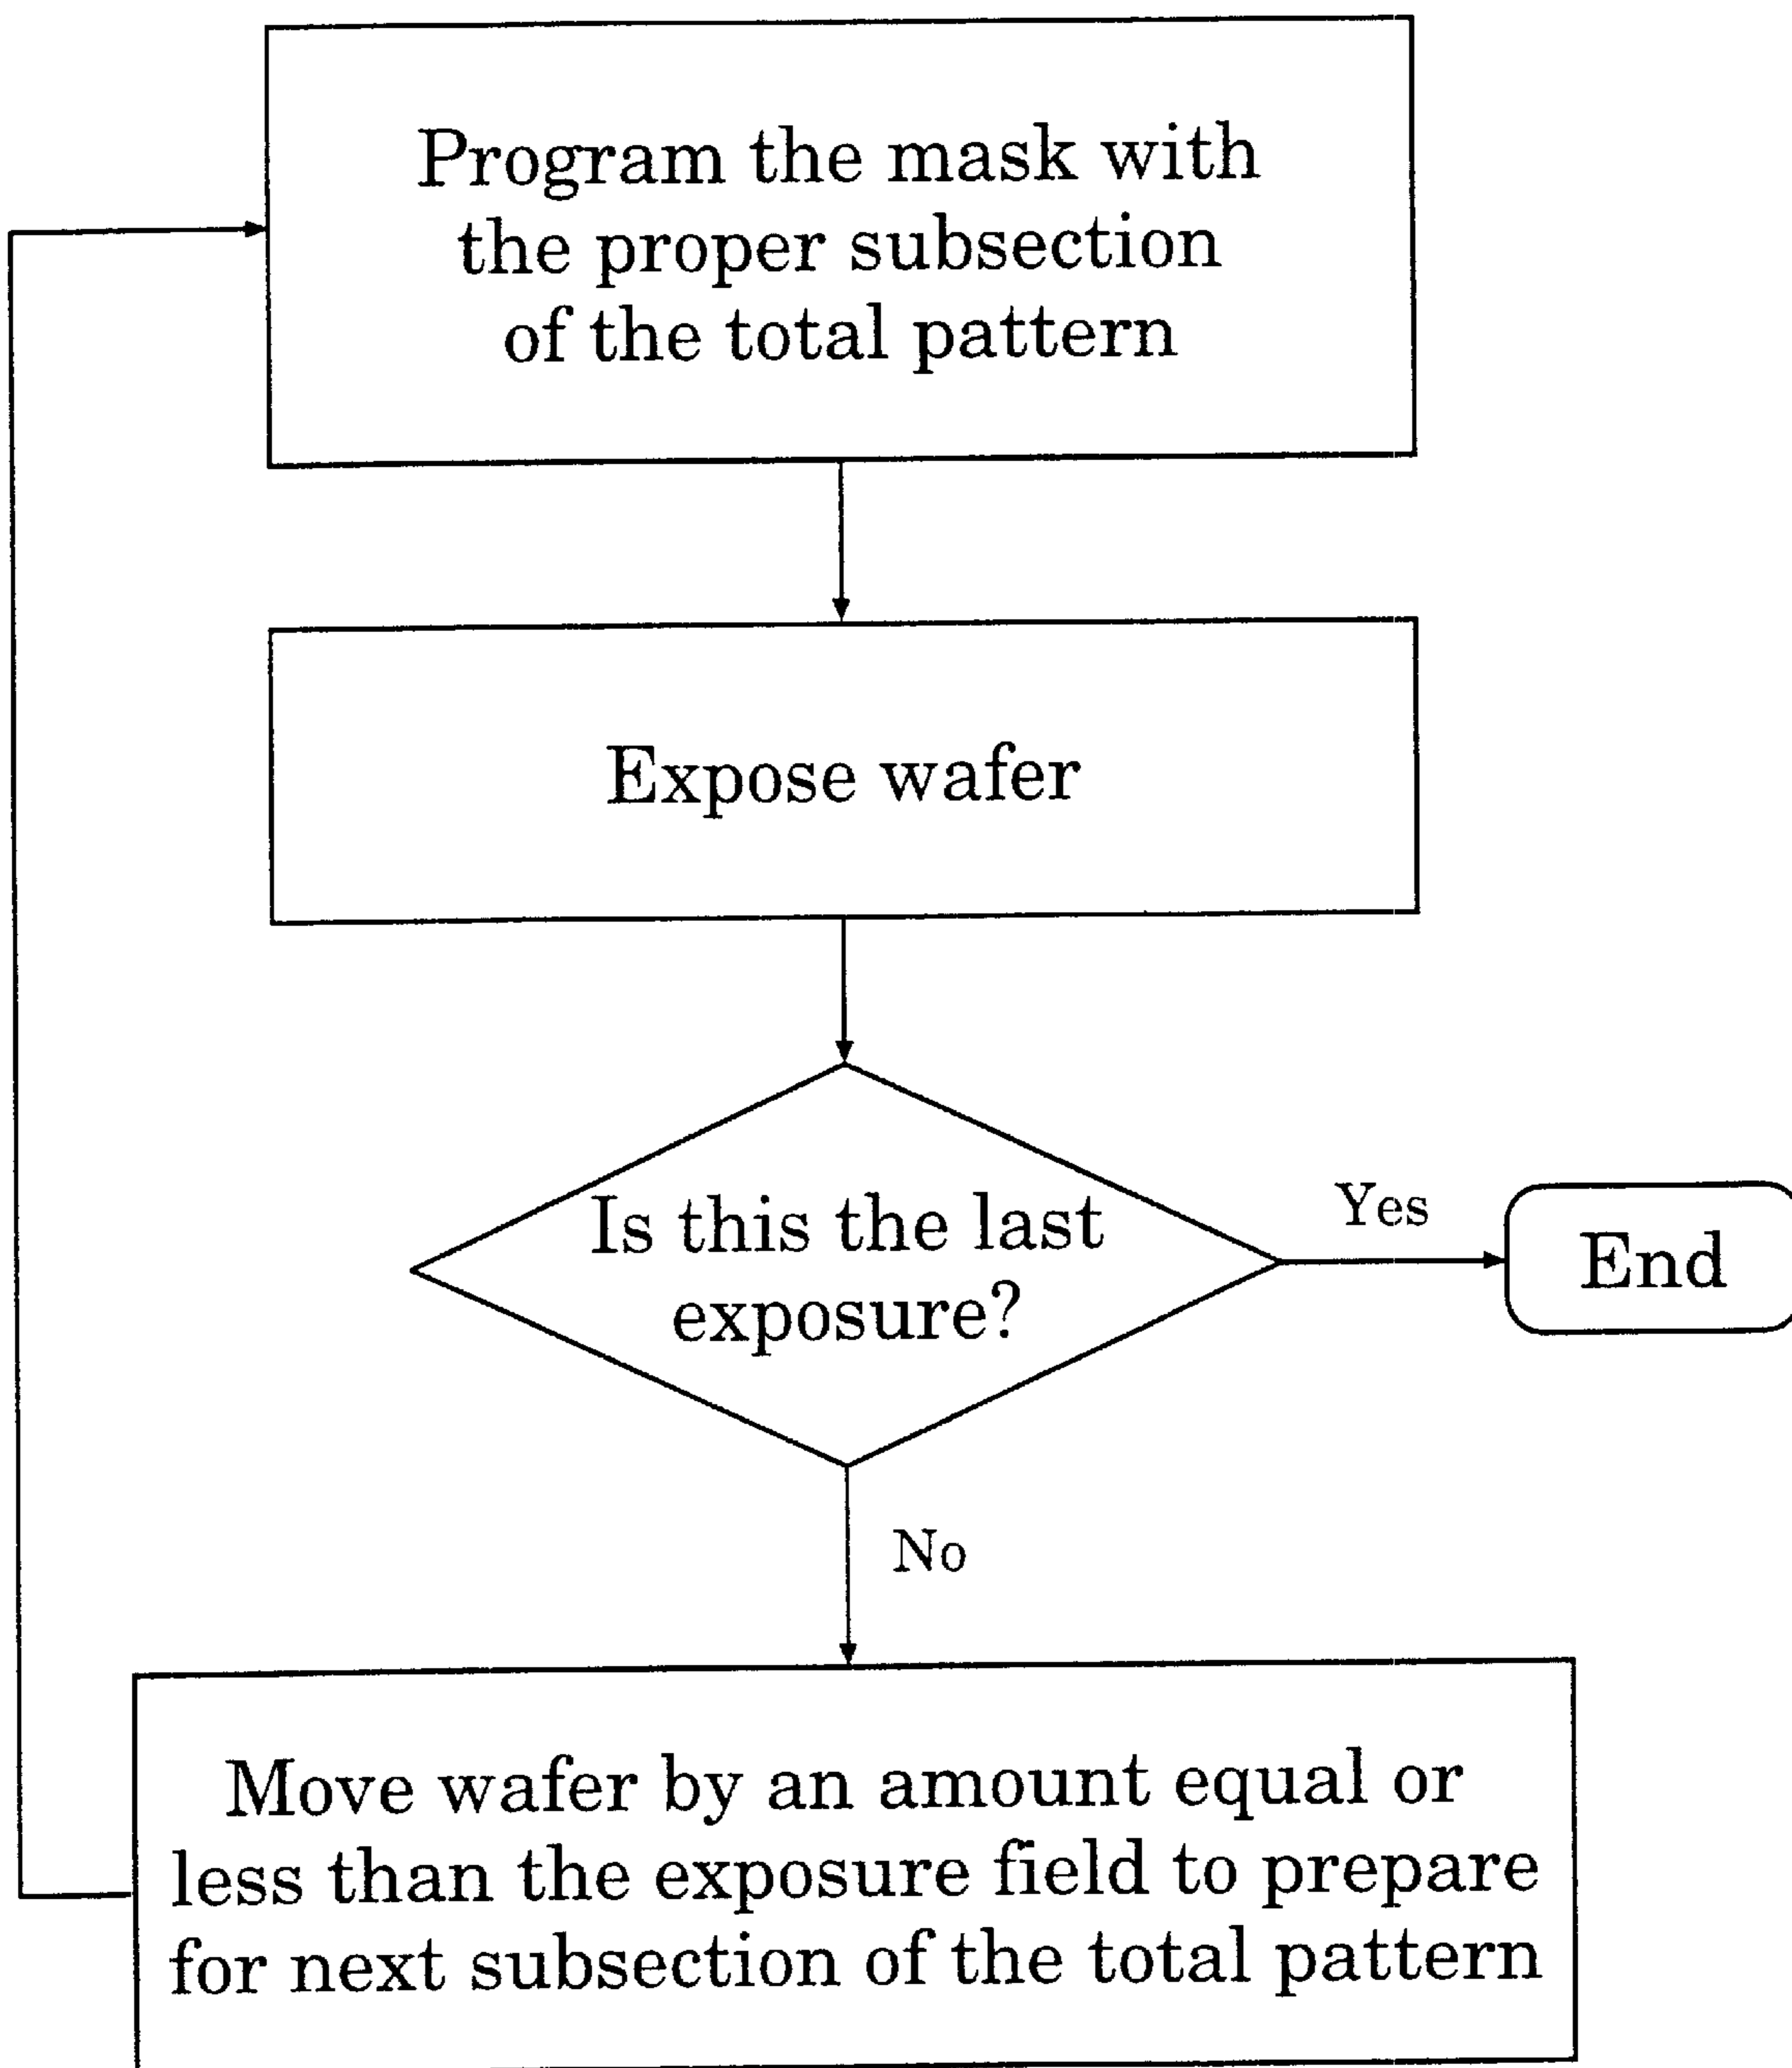 Program the mask with
the proper subsection
of the total pattern
Expose wafer
Is this the last
exposure?
Yes
End
No
Move wafer by an amount equal or
less than the exposure field to prepare
for next subsection of the total pattern